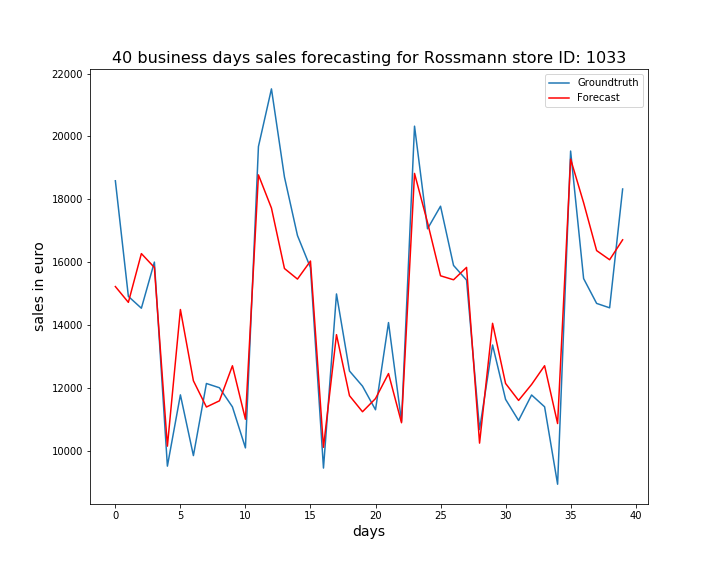 40 business days sales forecasting for Rossmann store ID: 1033
Groundtruth
Forecast
22000
20000
18000
16000
14000
12000
10000
sales in euro
0 5 10 15 20 25 30 35 40
days